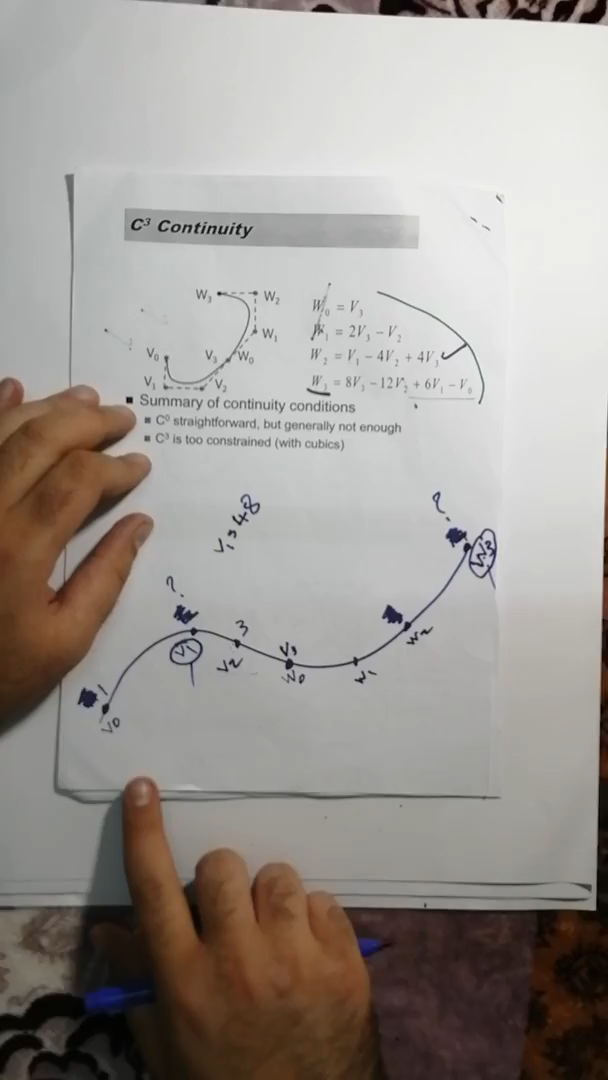 C³ Continuity
W₃ W₂
W₁
V₀ V₃ W₀
V₁ V₂
W₀ = V₃
W₁ = 2V₃ − V₂
W₂ = V₁ − 4V₂ + 4V₃
W₃ = 8V₃ − 12V₂ + 6V₁ − V₀
■ Summary of continuity conditions
■ C⁰ straightforward, but generally not enough
■ C³ is too constrained (with cubics)
?
W3
?
3
V1
V2
V3
W0
W1
W2
1
V0